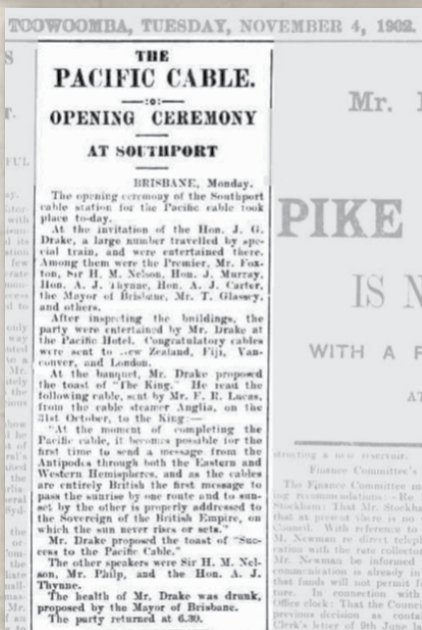 TOOWOOMBA, TUESDAY, NOVEMBER 4, 1902.
THE
PACIFIC CABLE.
—:o:—
OPENING CEREMONY
AT SOUTHPORT
BRISBANE, Monday.
The opening ceremony of the Southport
cable station for the Pacific cable took
place to-day.
At the invitation of the Hon. J. G.
Drake, a large number travelled by spe-
cial train, and were entertained there.
Among them were the Premier, Mr. Fox-
ton, Sir H. M. Nelson, Hon. J. Murray,
Hon. A. J. Thynne, Hon. A. J. Carter,
the Mayor of Brisbane, Mr. T. Glassey,
and others.
After inspecting the buildings, the
party were entertained by Mr. Drake at
the Pacific Hotel. Congratulatory cables
were sent to New Zealand, Fiji, Van-
couver, and London.
At the banquet, Mr. Drake proposed
the toast of "The King." He read the
following cable, sent by Mr. F. R. Lucas,
from the cable steamer Anglia, on the
31st October, to the King:—
"At the moment of completing the
Pacific cable, it becomes possible for the
first time to send a message from the
Antipodes through both the Eastern and
Western Hemispheres, and as the cables
are entirely British the first message to
pass the sunrise by one route and to sun-
set by the other is properly addressed to
the Sovereign of the British Empire, on
which the sun never rises or sets."
Mr. Drake proposed the toast of "Suc-
cess to the Pacific Cable."
The other speakers were Sir H. M. Nel-
son, Mr. Philp, and the Hon. A. J.
Thynne.
The health of Mr. Drake was drunk,
proposed by the Mayor of Brisbane.
The party returned at 6.30.
Mr.
PIKE
IS
WITH A
a new reservoir.
Finance Committee's
The Finance Committee
recommendations:—Re
Stockham: That Mr.
that at present there is no
Council. With reference to
M. Newman re direct
with the rate
Mr. Newman be informed
communication is already in
that funds will not permit
In connection with
Office clock: That the
previous decision as
Clerk's letter of 9th June